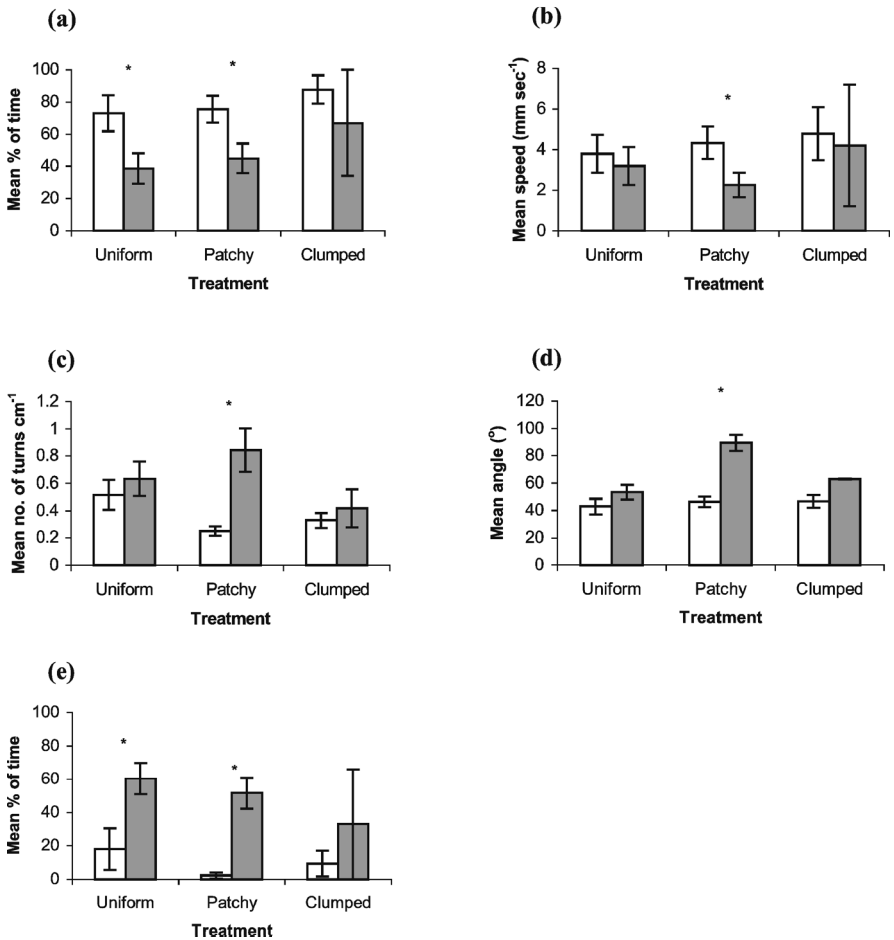 (a)
Mean % of time
100
80
60
40
20
0
*
*
Uniform Patchy Clumped
Treatment
(b)
Mean speed (mm sec⁻¹)
8
6
4
2
0
*
Uniform Patchy Clumped
Treatment
(c)
Mean no. of turns cm⁻¹
1.2
1
0.8
0.6
0.4
0.2
0
*
Uniform Patchy Clumped
Treatment
(d)
Mean angle (°)
120
100
80
60
40
20
0
*
Uniform Patchy Clumped
Treatment
(e)
Mean % of time
100
80
60
40
20
0
*
*
Uniform Patchy Clumped
Treatment